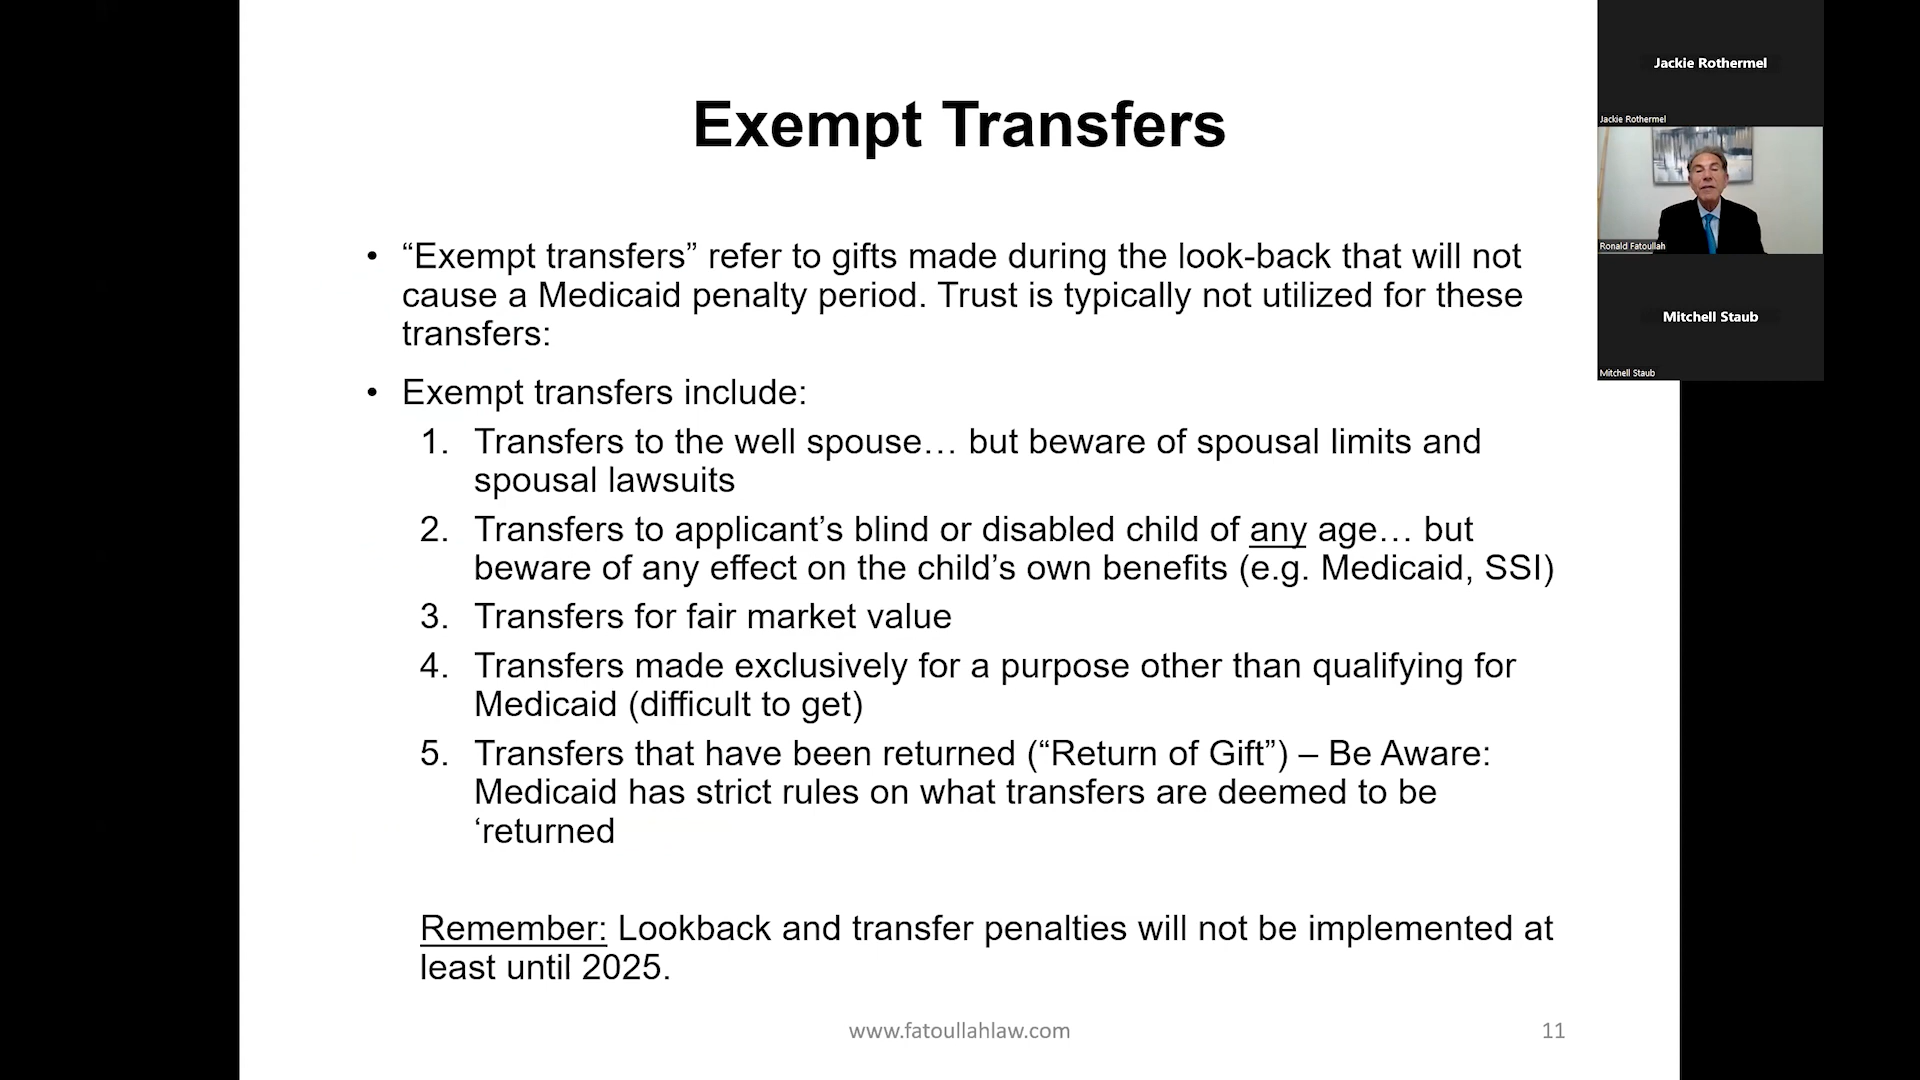 Exempt Transfers
• “Exempt transfers” refer to gifts made during the look-back that will not
cause a Medicaid penalty period. Trust is typically not utilized for these
transfers:
• Exempt transfers include:
1. Transfers to the well spouse… but beware of spousal limits and
spousal lawsuits
2. Transfers to applicant’s blind or disabled child of any age… but
beware of any effect on the child’s own benefits (e.g. Medicaid, SSI)
3. Transfers for fair market value
4. Transfers made exclusively for a purpose other than qualifying for
Medicaid (difficult to get)
5. Transfers that have been returned (“Return of Gift”) – Be Aware:
Medicaid has strict rules on what transfers are deemed to be
‘returned
Remember: Lookback and transfer penalties will not be implemented at
least until 2025.
www.fatoullahlaw.com
11
Jackie Rothermel
Jackie Rothermel
Ronald Fatoullah
Mitchell Staub
Mitchell Staub